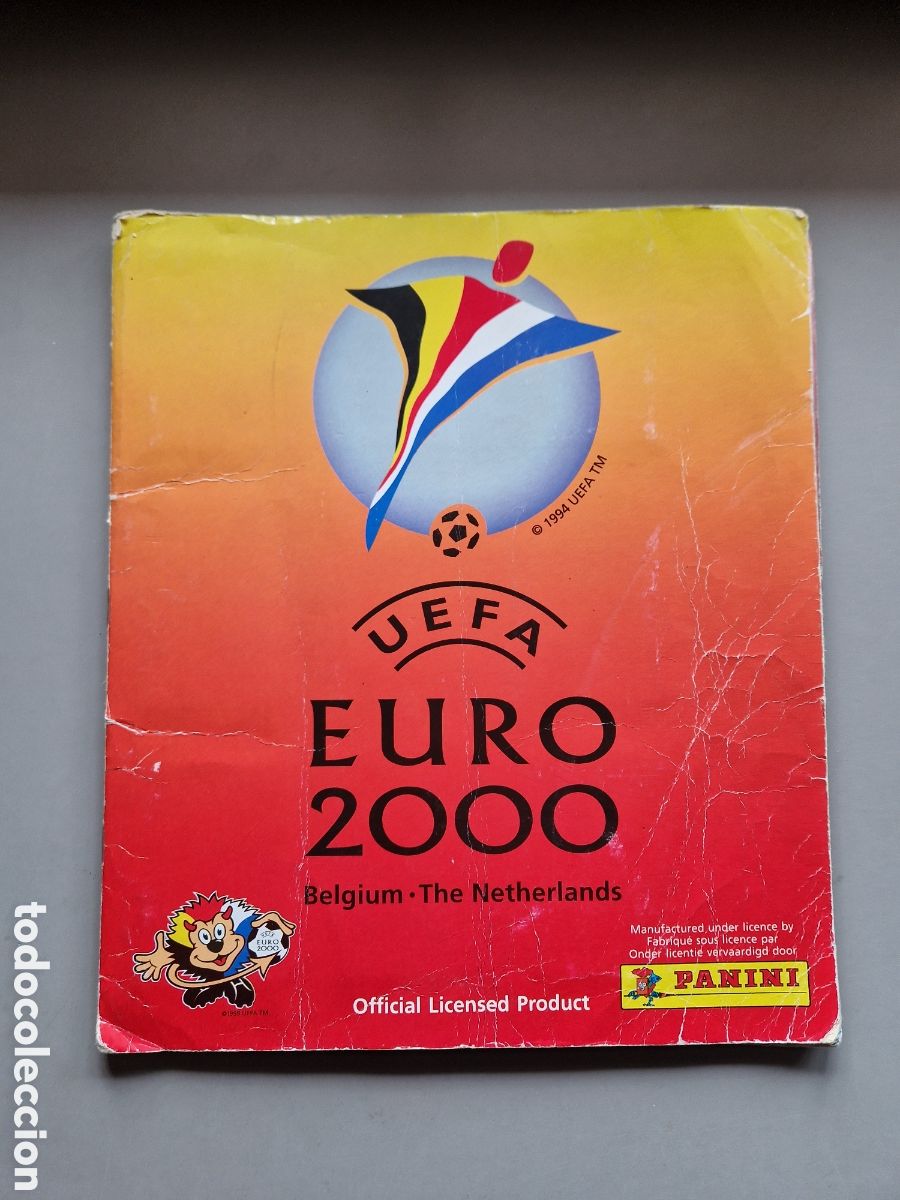 © 1994 UEFA TM
UEFA
EURO
2000
Belgium · The Netherlands
EURO
2000
Manufactured under licence by
Fabriqué sous licence par
Onder licentie vervaardigd door
PANINI
Official Licensed Product
todocoleccion